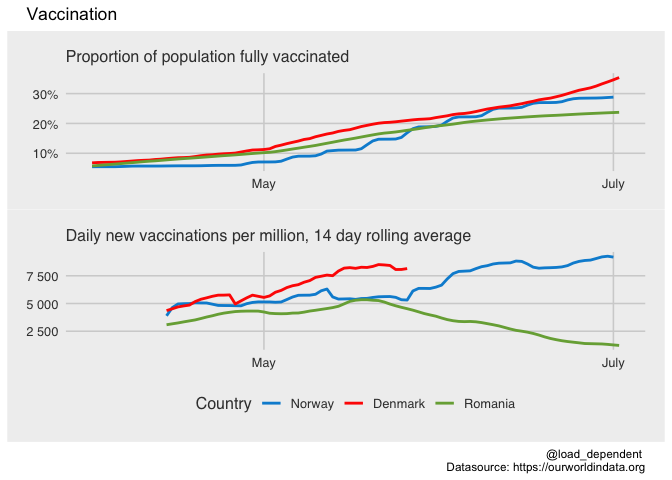 Vaccination
Proportion of population fully vaccinated
30%
20%
10%
May July
Daily new vaccinations per million, 14 day rolling average
7 500
5 000
2 500
May July
Country Norway Denmark Romania
@load_dependent
Datasource: https://ourworldindata.org